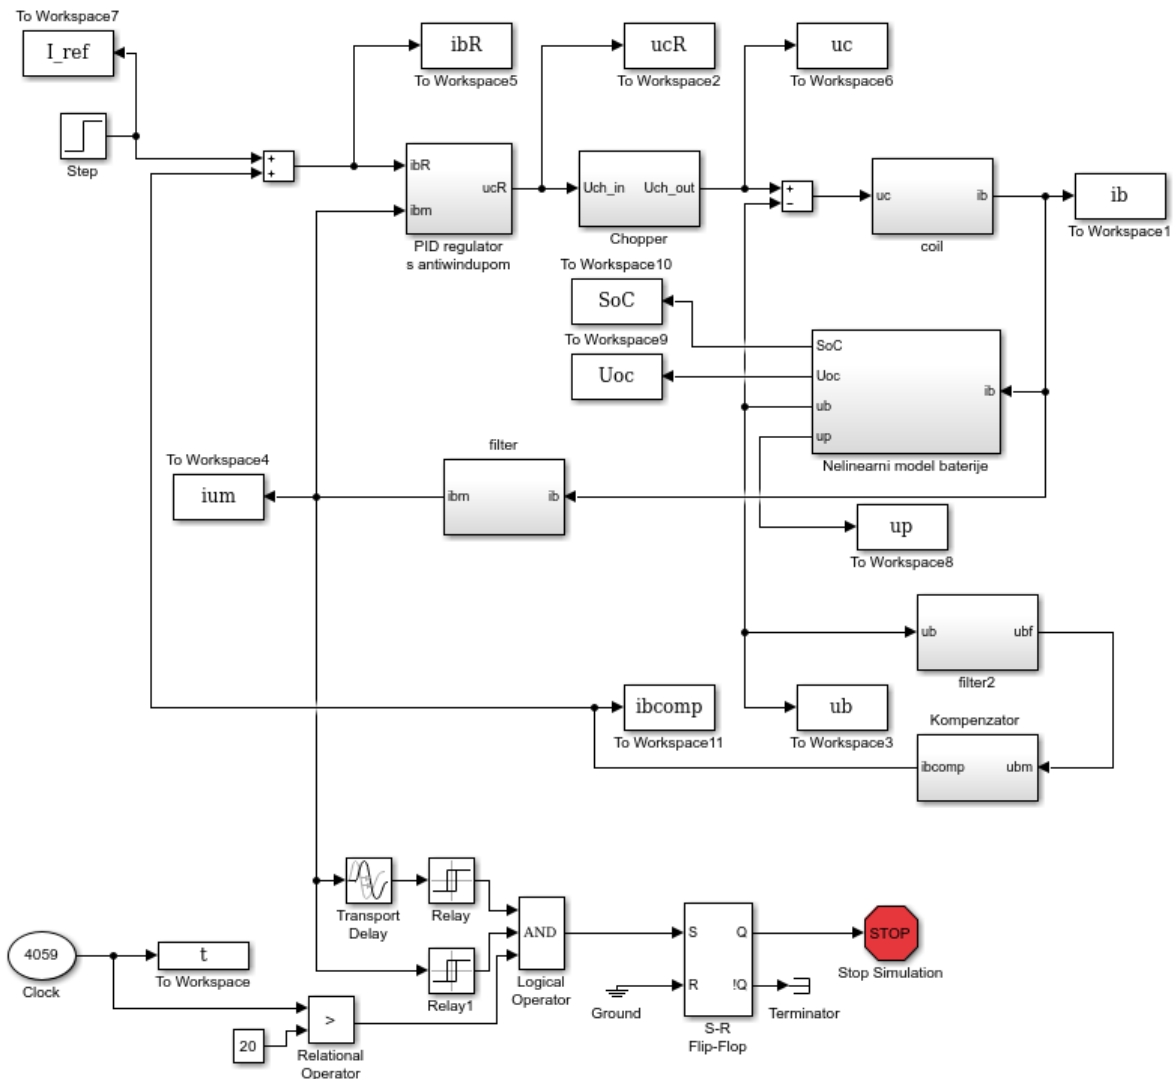 To Workspace7
I_ref
Step
+
+
ibR
To Workspace5
ucR
To Workspace2
uc
To Workspace6
ibR
ibm
ucR
PID regulator
s antiwindupom
Uch_in
Uch_out
Chopper
+
−
uc
ib
coil
ib
To Workspace1
To Workspace10
SoC
To Workspace9
Uoc
SoC
Uoc
ub
up
ib
Nelinearni model baterije
To Workspace4
ium
filter
ibm
ib
up
To Workspace8
ub
ubf
filter2
ibcomp
To Workspace11
ub
To Workspace3
Kompenzator
ibcomp
ubm
Transport
Delay
Relay
Relay1
AND
Logical
Operator
4059
Clock
t
To Workspace
20
>
Relational
Operator
Ground
S
Q
R
!Q
S-R
Flip-Flop
STOP
Stop Simulation
Terminator